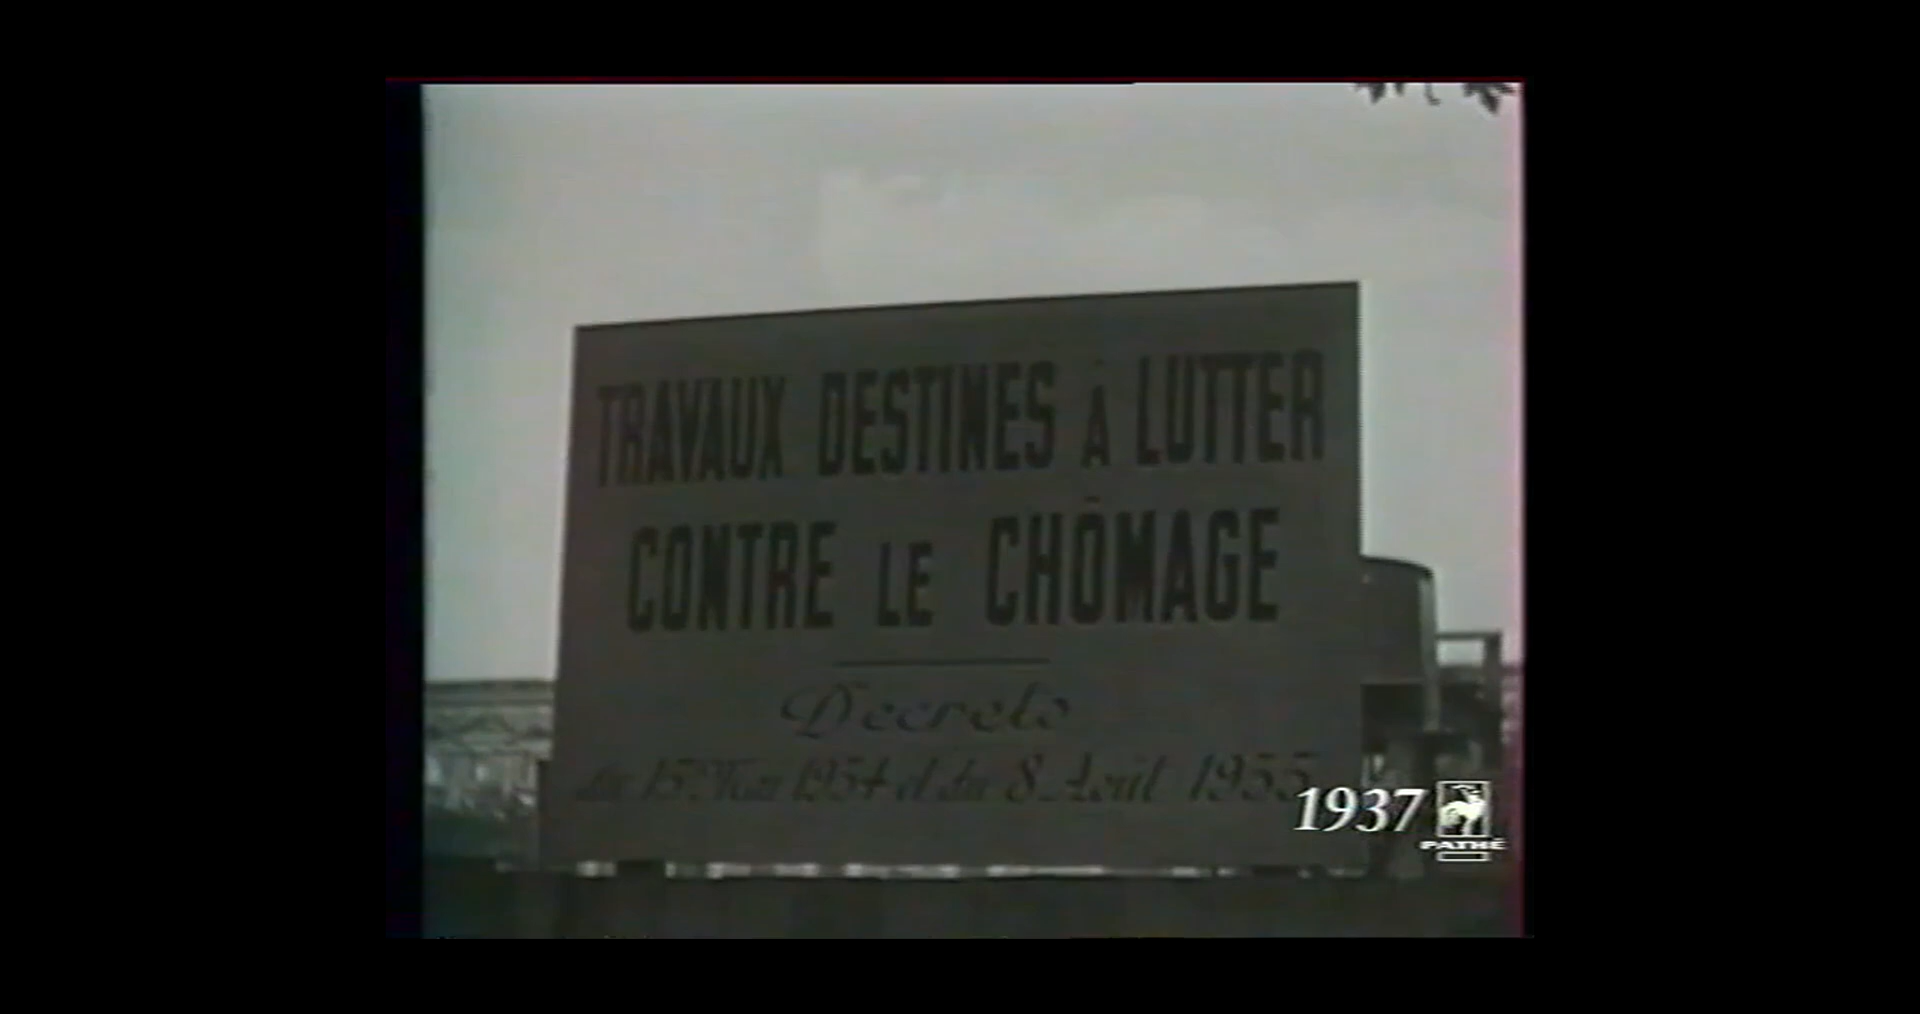 TRAVAUX DESTINES À LUTTER
CONTRE LE CHÔMAGE
Décrets
du 15 Mai 1934 et du 8 Août 1935
1937
PATHÉ